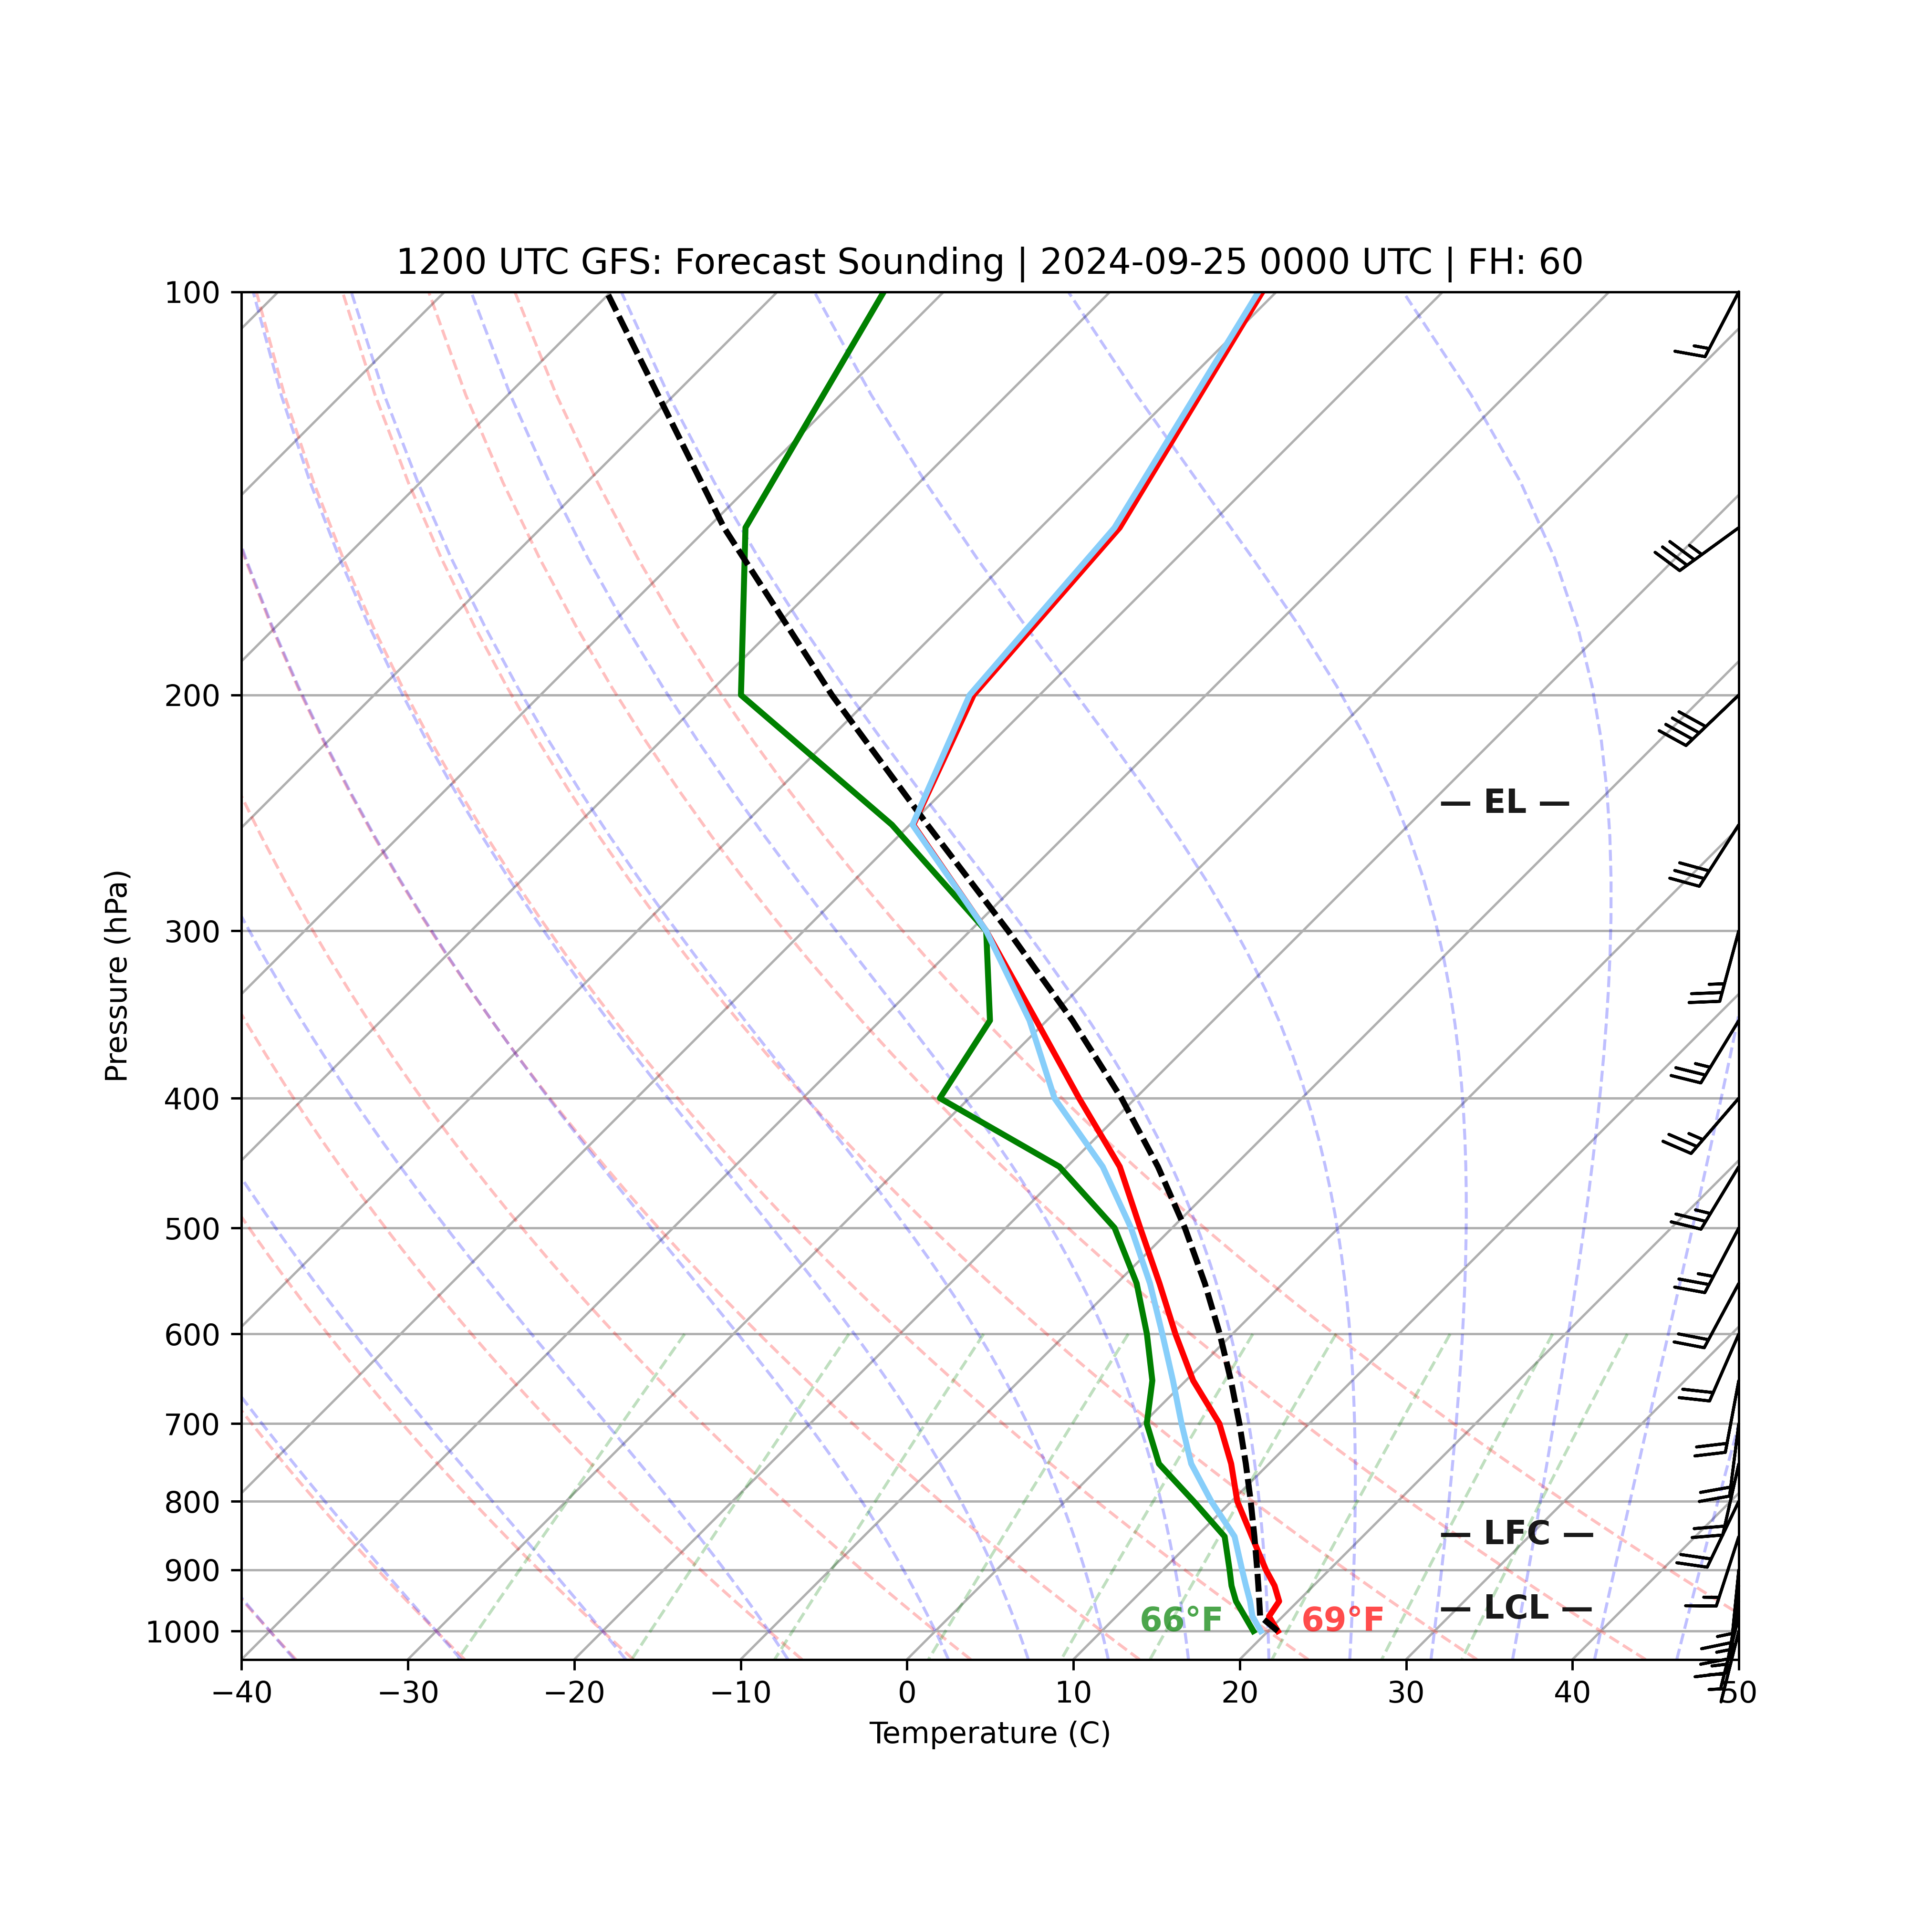 1200 UTC GFS: Forecast Sounding | 2024-09-25 0000 UTC | FH: 60
100
200
— EL —
300
Pressure (hPa)
400
500
600
700
800
— LFC —
900
— LCL —
66°F 69°F
1000
−40 −30 −20 −10 0 10 20 30 40 50
Temperature (C)